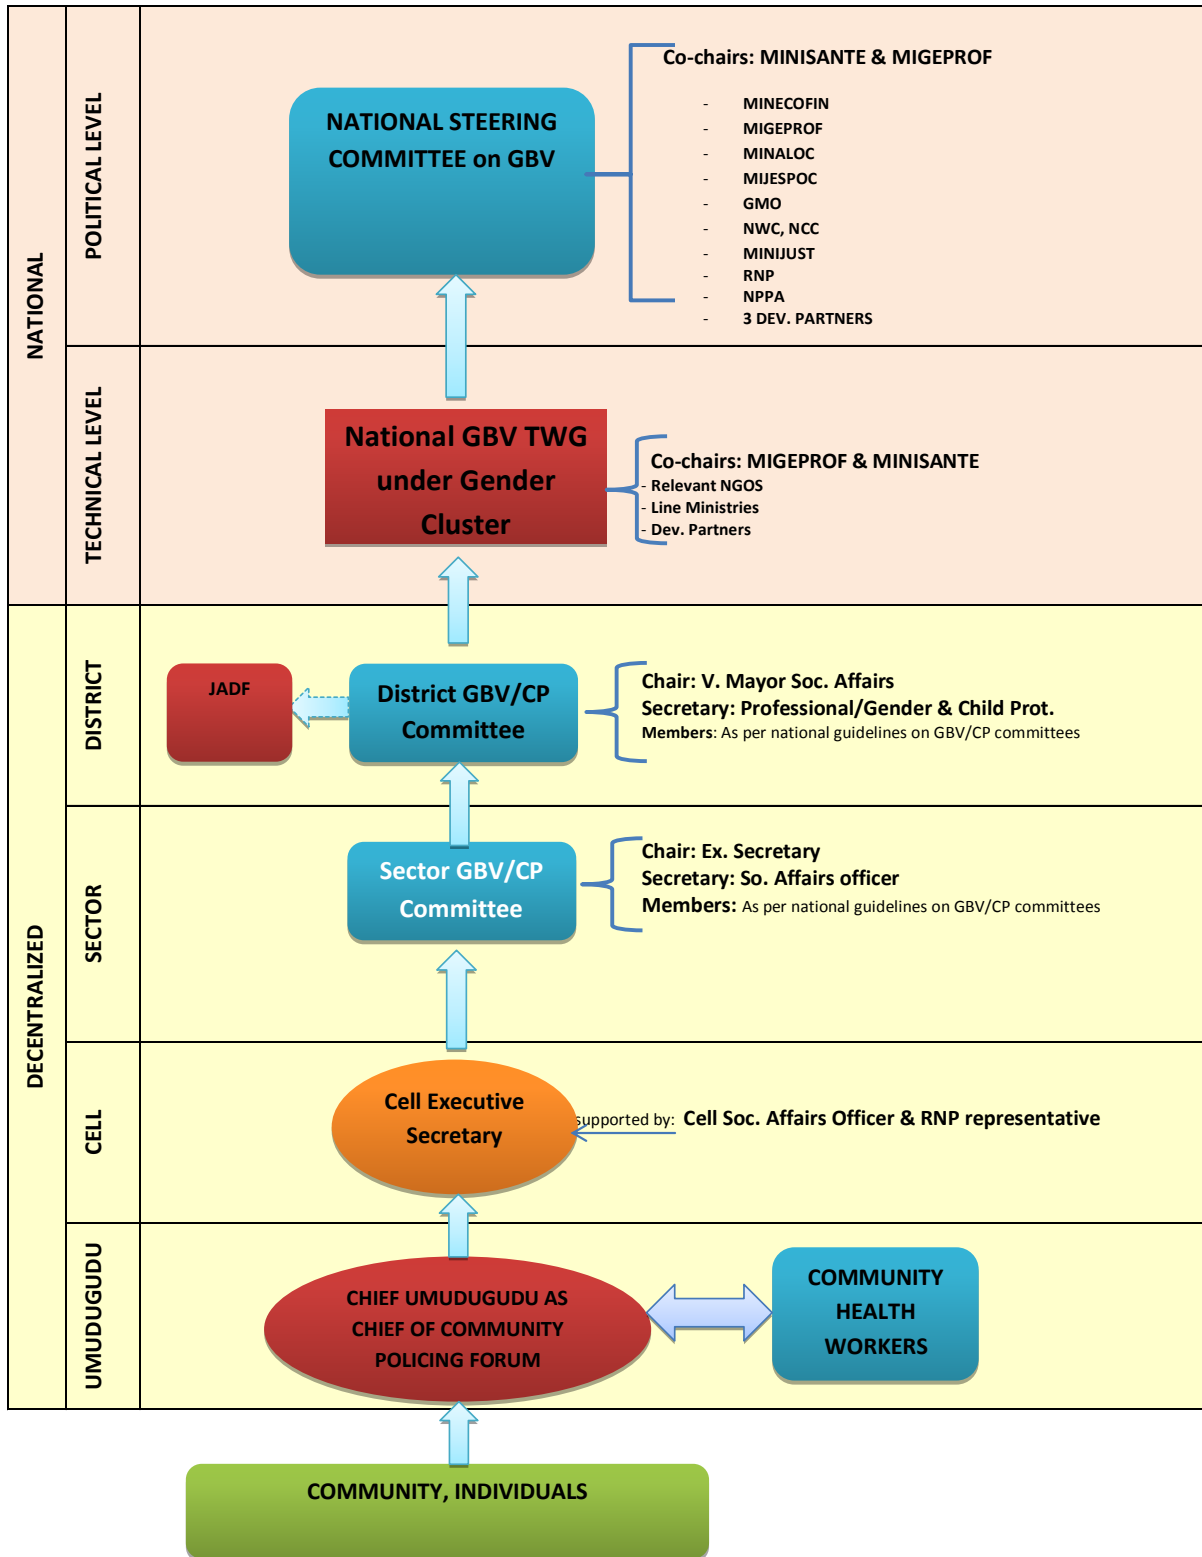 NATIONAL
POLITICAL LEVEL
NATIONAL STEERING
COMMITTEE on GBV
Co-chairs: MINISANTE & MIGEPROF
- MINECOFIN
- MIGEPROF
- MINALOC
- MIJESPOC
- GMO
- NWC, NCC
- MINIJUST
- RNP
- NPPA
- 3 DEV. PARTNERS
TECHNICAL LEVEL
National GBV TWG
under Gender
Cluster
Co-chairs: MIGEPROF & MINISANTE
- Relevant NGOS
- Line Ministries
- Dev. Partners
DECENTRALIZED
DISTRICT
JADF
District GBV/CP
Committee
Chair: V. Mayor Soc. Affairs
Secretary: Professional/Gender & Child Prot.
Members: As per national guidelines on GBV/CP committees
SECTOR
Sector GBV/CP
Committee
Chair: Ex. Secretary
Secretary: So. Affairs officer
Members: As per national guidelines on GBV/CP committees
CELL
Cell Executive
Secretary
supported by: Cell Soc. Affairs Officer & RNP representative
UMUDUGUDU
CHIEF UMUDUGUDU AS
CHIEF OF COMMUNITY
POLICING FORUM
COMMUNITY
HEALTH
WORKERS
COMMUNITY, INDIVIDUALS